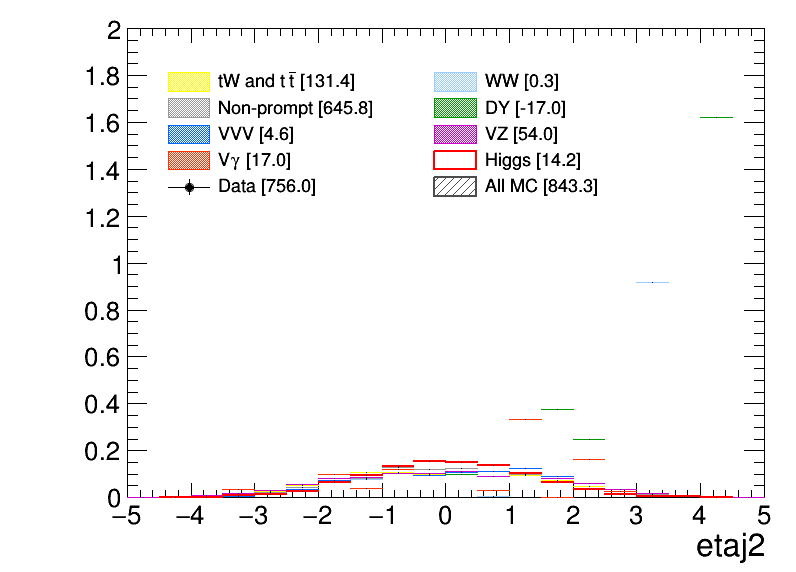 2
1.8
1.6
1.4
1.2
1
0.8
0.6
0.4
0.2
0
tW and t t̄ [131.4]
Non-prompt [645.8]
VVV [4.6]
Vγ [17.0]
Data [756.0]
WW [0.3]
DY [-17.0]
VZ [54.0]
Higgs [14.2]
All MC [843.3]
−5 −4 −3 −2 −1 0 1 2 3 4 5
etaj2